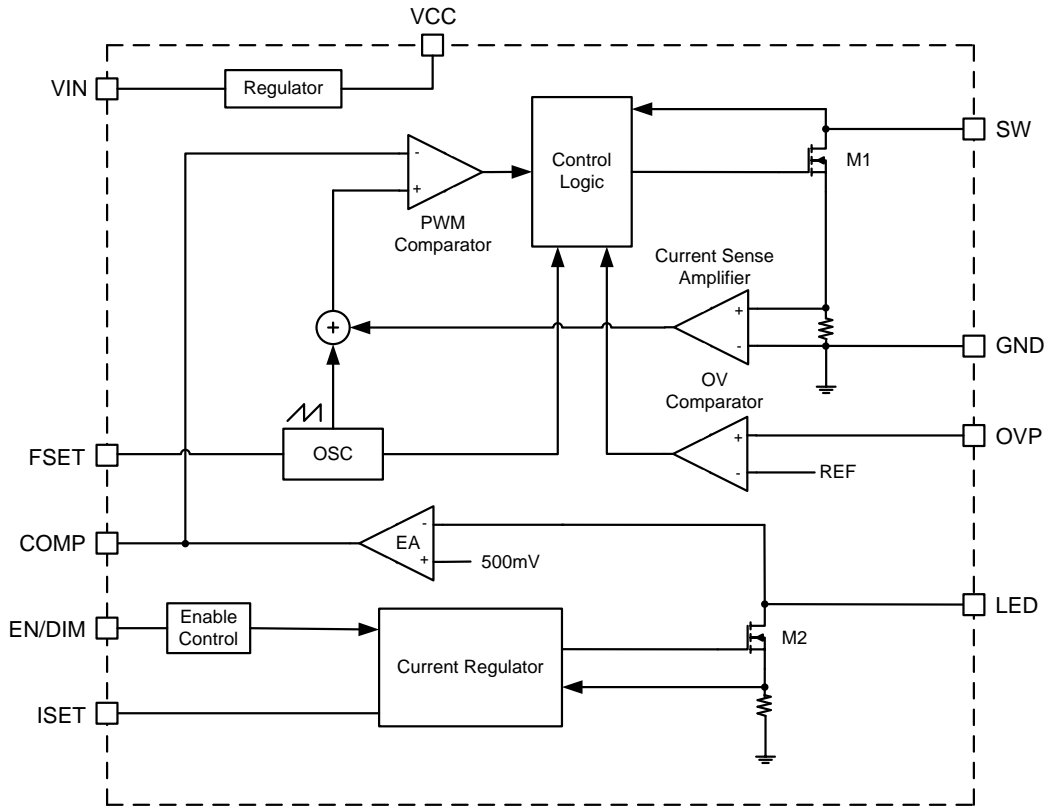 VCC
VIN
Regulator
SW
Control
Logic
M1
-
+
PWM
Comparator
Current Sense
Amplifier
+
-
+
GND
OV
Comparator
FSET
OSC
+
-
REF
OVP
COMP
EA
-
+
500mV
LED
EN/DIM
Enable
Control
M2
Current Regulator
ISET